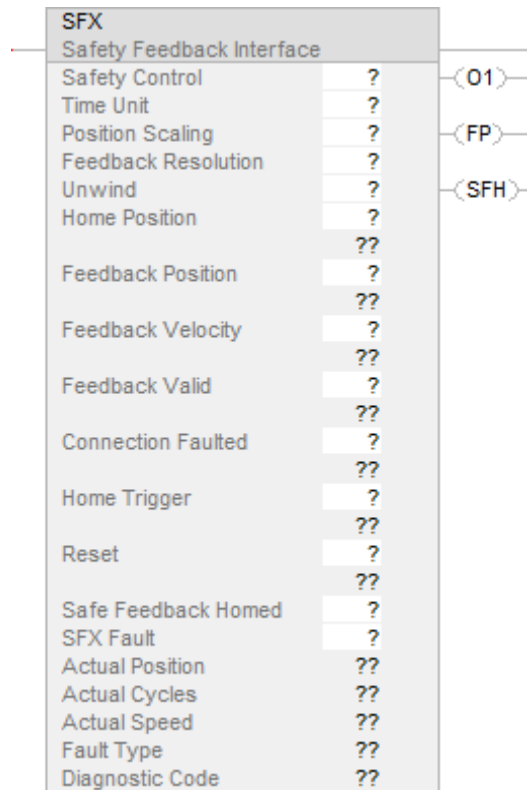 SFX
Safety Feedback Interface
Safety Control ? O1
Time Unit ?
Position Scaling ? FP
Feedback Resolution ?
Unwind ? SFH
Home Position ?
??
Feedback Position ?
??
Feedback Velocity ?
??
Feedback Valid ?
??
Connection Faulted ?
??
Home Trigger ?
??
Reset ?
??
Safe Feedback Homed ?
SFX Fault ?
Actual Position ??
Actual Cycles ??
Actual Speed ??
Fault Type ??
Diagnostic Code ??